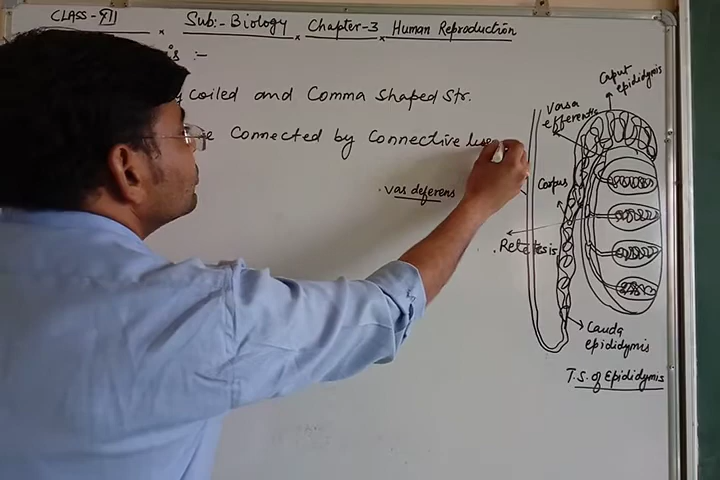 CLASS-XII Sub:- Biology Chapter-3 Human Reproduction
is :-
y coiled and Comma Shaped Str.
Connected by Connective
Caput epididymis
Vasa efferentia
vas deferens
Corpus
Rete testis
Cauda epididymis
T.S. of Epididymis